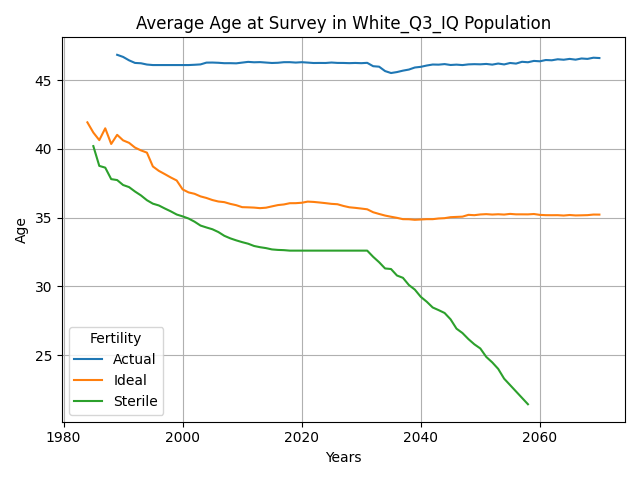 Average Age at Survey in White_Q3_IQ Population
45
40
35
30
25
Age
Fertility
Actual
Ideal
Sterile
1980
2000
2020
2040
2060
Years